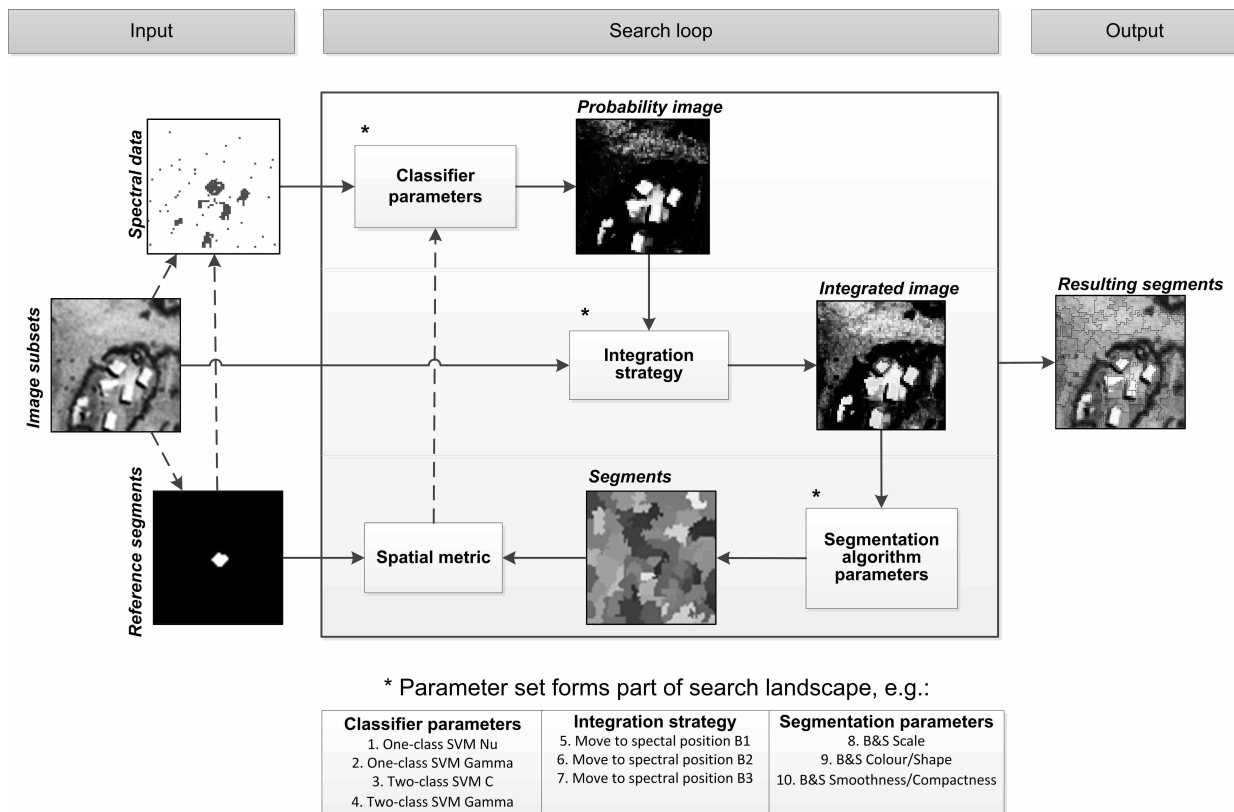 Input
Search loop
Output
Spectral data
*
Classifier
parameters
Probability image
Image subsets
*
Integration
strategy
Integrated image
Resulting segments
Reference segments
Spatial metric
Segments
*
Segmentation
algorithm
parameters
* Parameter set forms part of search landscape, e.g.:
Classifier parameters
1. One-class SVM Nu
2. One-class SVM Gamma
3. Two-class SVM C
4. Two-class SVM Gamma
Integration strategy
5. Move to spectal position B1
6. Move to spectral position B2
7. Move to spectral position B3
Segmentation parameters
8. B&S Scale
9. B&S Colour/Shape
10. B&S Smoothness/Compactness